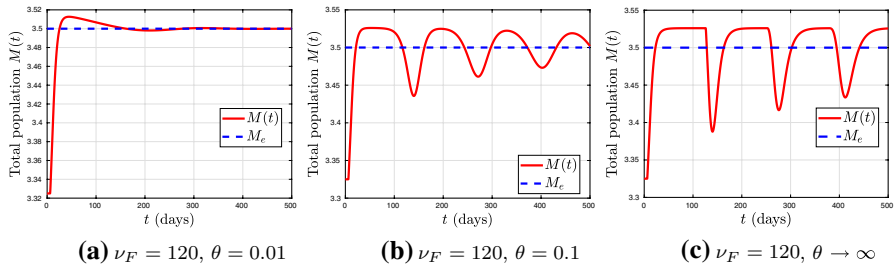 Total population M(t)
3.52
3.5
3.48
3.46
3.44
3.42
3.4
3.38
3.36
3.34
3.32
0 100 200 300 400 500
t (days)
M(t)
M_e
(a) ν_F = 120, θ = 0.01
Total population M(t)
3.55
3.5
3.45
3.4
3.35
3.3
0 100 200 300 400 500
t (days)
M(t)
M_e
(b) ν_F = 120, θ = 0.1
Total population M(t)
3.55
3.5
3.45
3.4
3.35
3.3
0 100 200 300 400 500
t (days)
M(t)
M_e
(c) ν_F = 120, θ → ∞